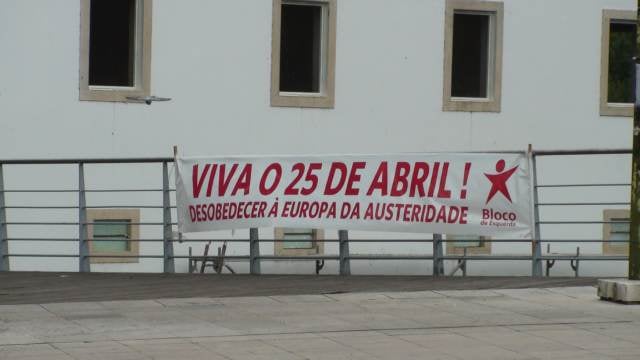 VIVA O 25 DE ABRIL !
DESOBEDECER À EUROPA DA AUSTERIDADE
Bloco
de Esquerda